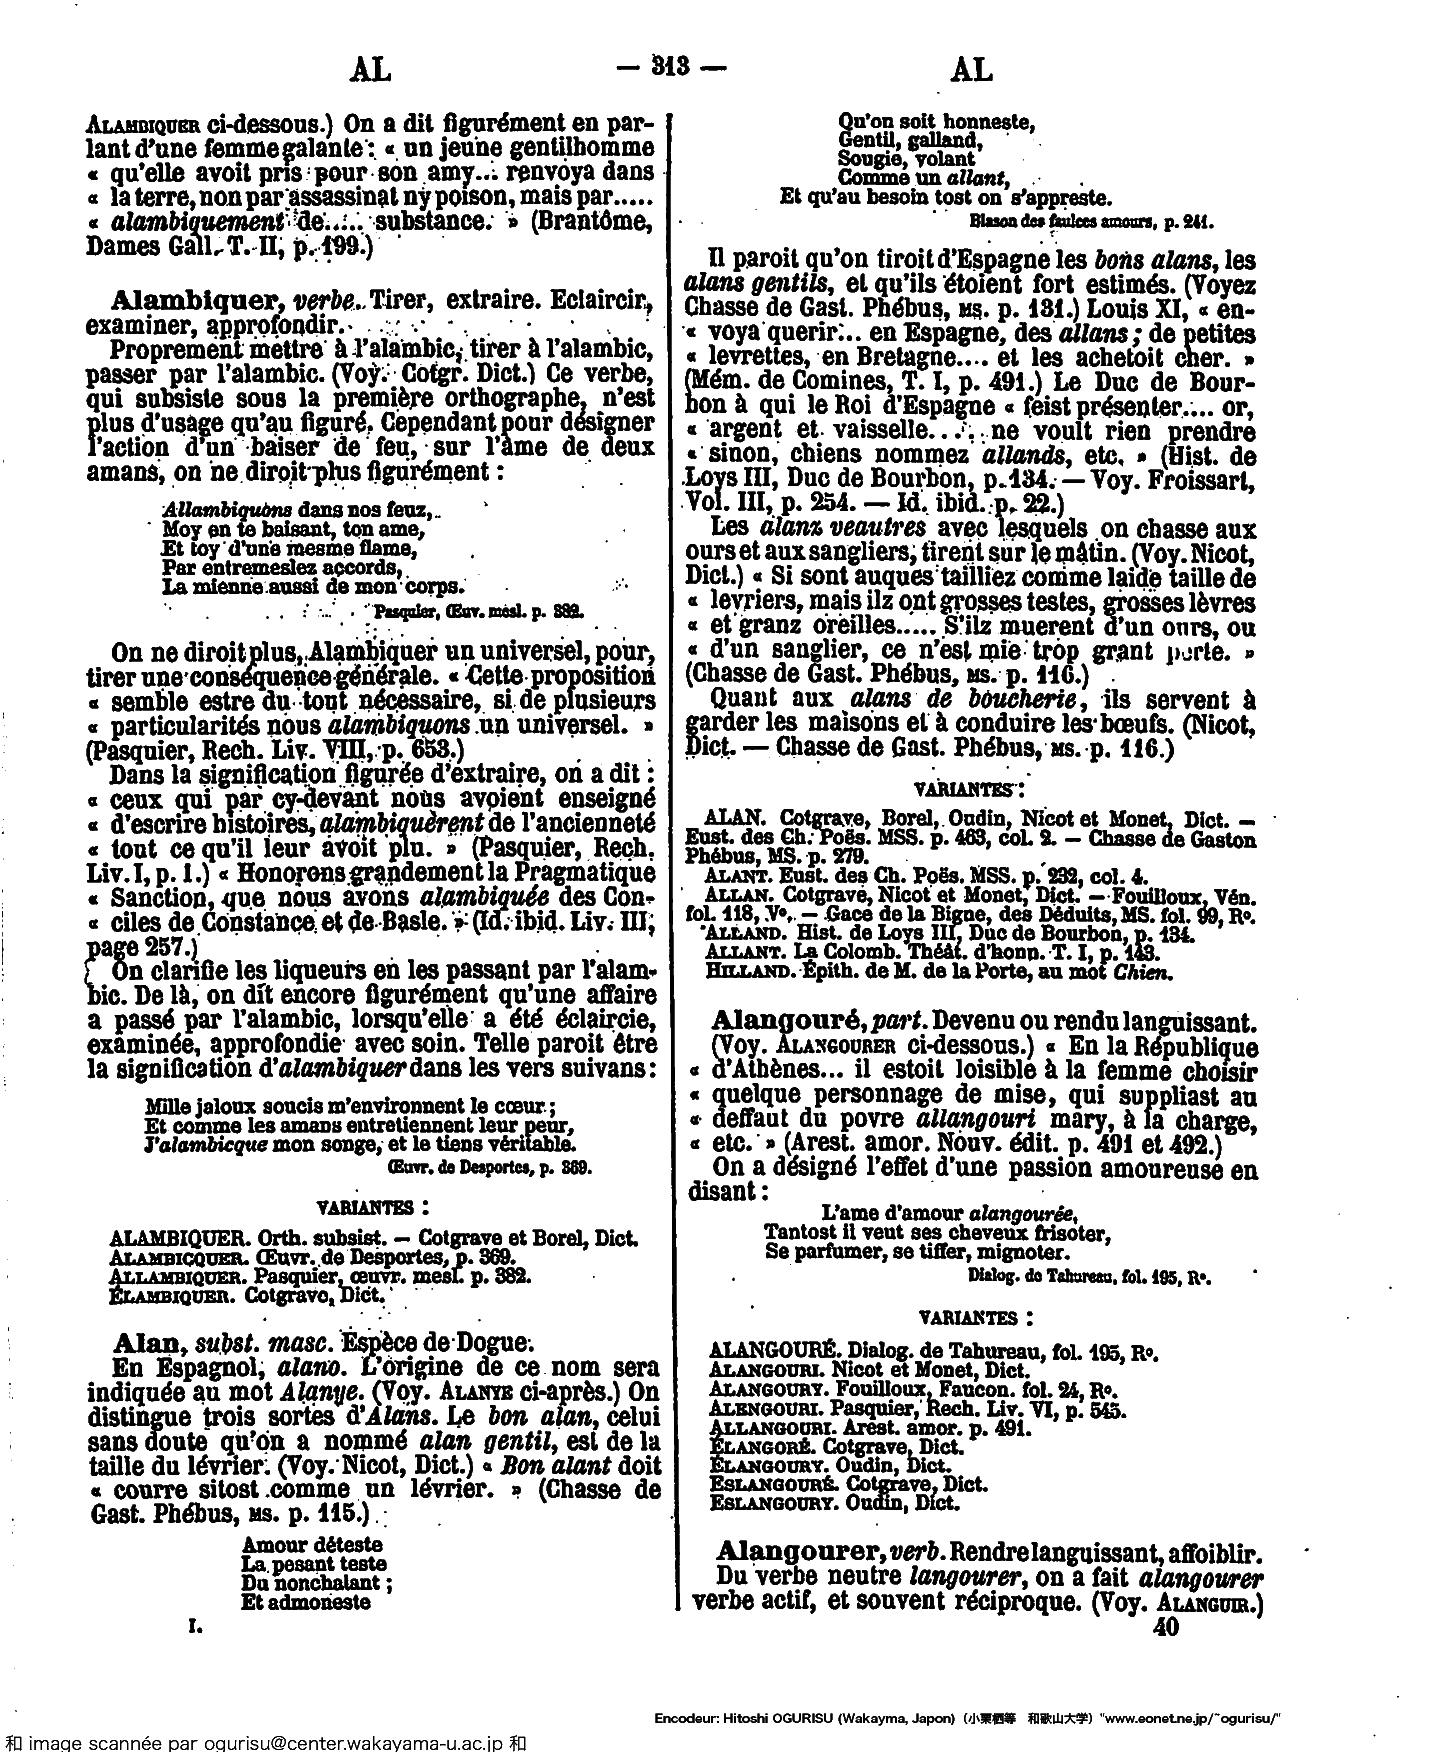 AL
— 313 —
AL
ALAMBIQUER ci-dessous.) On a dit figurément en par-
lant d'une femme galante : « un jeune gentilhomme
« qu'elle avoit pris pour son amy... renvoya dans
« la terre, non par assassinat ny poison, mais par.....
« alambiquement de..... substance. » (Brantôme,
Dames Gall. T. II, p. 199.)
Alambiquer, verbe. Tirer, extraire. Eclaircir,
examiner, approfondir.
Proprement mettre à l'alambic, tirer à l'alambic,
passer par l'alambic. (Voy. Cotgr. Dict.) Ce verbe,
qui subsiste sous la première orthographe, n'est
plus d'usage qu'au figuré. Cependant pour désigner
l'action d'un baiser de feu, sur l'âme de deux
amans, on ne diroit plus figurément :
Allambiquons dans nos feuz,
Moy en te baisant, ton ame,
Et toy d'une mesme flame,
Par entremeslez accords,
La mienne aussi de mon corps.
Pasquier, Œuv. mesl. p. 382.
On ne diroit plus, Alambiquer un universel, pour,
tirer une conséquence générale. « Cette proposition
« semble estre du tout nécessaire, si de plusieurs
« particularités nous alambiquons un universel. »
(Pasquier, Rech. Liv. VIII, p. 653.)
Dans la signification figurée d'extraire, on a dit :
« ceux qui par cy-devant nous avoient enseigné
« d'escrire histoires, alambiquèrent de l'ancienneté
« tout ce qu'il leur avoit plu. » (Pasquier, Rech.
Liv. I, p. 1.) « Honorons grandement la Pragmatique
« Sanction, que nous avons alambiquée des Con-
« ciles de Constance et de Basle. » (Id. ibid. Liv. III,
page 257.)
On clarifie les liqueurs en les passant par l'alam-
bic. De là, on dit encore figurément qu'une affaire
a passé par l'alambic, lorsqu'elle a été éclaircie,
examinée, approfondie avec soin. Telle paroit être
la signification d'alambiquer dans les vers suivans :
Mille jaloux soucis m'environnent le cœur ;
Et comme les amans entretiennent leur peur,
J'alambicque mon songe, et le tiens véritable.
Œuvr. de Desportes, p. 369.
VARIANTES :
ALAMBIQUER. Orth. subsist. — Cotgrave et Borel, Dict.
ALAMBICQUER. Œuvr. de Desportes, p. 369.
ALLAMBIQUER. Pasquier, œuvr. mesl. p. 382.
ELAMBIQUER. Cotgrave, Dict.
Alan, subst. masc. Espèce de Dogue.
En Espagnol, alano. L'origine de ce nom sera
indiquée au mot Alanye. (Voy. ALANYE ci-après.) On
distingue trois sortes d'Alans. Le bon alan, celui
sans doute qu'on a nommé alan gentil, est de la
taille du lévrier. (Voy. Nicot, Dict.) « Bon alant doit
« courre sitost comme un lévrier. » (Chasse de
Gast. Phébus, MS. p. 115.)
Amour déteste
La pesant teste
Du nonchalant ;
Et admoneste
I.
Qu'on soit honneste,
Gentil, galland,
Sougie, volant
Comme un allant,
Et qu'au besoin tost on s'appreste.
Blason des faulces amours, p. 241.
Il paroit qu'on tiroit d'Espagne les bons alans, les
alans gentils, et qu'ils étoient fort estimés. (Voyez
Chasse de Gast. Phébus, MS. p. 131.) Louis XI, « en-
« voya querir... en Espagne, des allans ; de petites
« levrettes, en Bretagne.... et les achetoit cher. »
(Mém. de Comines, T. I, p. 491.) Le Duc de Bour-
bon à qui le Roi d'Espagne « feist présenter.... or,
« argent et vaisselle..... ne voult rien prendre
« sinon, chiens nommez allands, etc. » (Hist. de
Loys III, Duc de Bourbon, p. 134. — Voy. Froissart,
Vol. III, p. 254. — Id. ibid. p. 22.)
Les alanz veautres avec lesquels on chasse aux
ours et aux sangliers, tirent sur le mâtin. (Voy. Nicot,
Dict.) « Si sont auques tailliez comme laide taille de
« levriers, mais ilz ont grosses testes, grosses lèvres
« et granz oreilles..... S'ilz muerent d'un ours, ou
« d'un sanglier, ce n'est mie trop grant perte. »
(Chasse de Gast. Phébus, MS. p. 116.)
Quant aux alans de boucherie, ils servent à
garder les maisons et à conduire les bœufs. (Nicot,
Dict. — Chasse de Gast. Phébus, MS. p. 116.)
VARIANTES :
ALAN. Cotgrave, Borel, Oudin, Nicot et Monet, Dict. —
Eust. des Ch. Poës. MSS. p. 463, col. 2. — Chasse de Gaston
Phébus, MS. p. 279.
ALANT. Eust. des Ch. Poës. MSS. p. 232, col. 4.
ALLAN. Cotgrave, Nicot et Monet, Dict. — Fouilloux, Vén.
fol. 118, Vº. — Gace de la Bigne, des Déduits, MS. fol. 99, Rº.
ALLAND. Hist. de Loys III, Duc de Bourbon, p. 134.
ALLANT. La Colomb. Théât. d'honn. T. I, p. 143.
HILLAND. Épith. de M. de la Porte, au mot Chien.
Alangouré, part. Devenu ou rendu languissant.
(Voy. ALANGOURER ci-dessous.) « En la République
« d'Athènes... il estoit loisible à la femme choisir
« quelque personnage de mise, qui suppliast au
« deffaut du povre allangouri mary, à la charge,
« etc. » (Arest. amor. Nouv. édit. p. 491 et 492.)
On a désigné l'effet d'une passion amoureuse en
disant :
L'ame d'amour alangourée,
Tantost il veut ses cheveux frisoter,
Se parfumer, se tiffer, mignoter.
Dialog. de Tahureau, fol. 195, Rº.
VARIANTES :
ALANGOURÉ. Dialog. de Tahureau, fol. 195, Rº.
ALANGOURI. Nicot et Monet, Dict.
ALANGOURY. Fouilloux, Faucon. fol. 24, Rº.
ALENGOURI. Pasquier, Rech. Liv. VI, p. 545.
ALLANGOURI. Arest. amor. p. 491.
ÉLANGORÉ. Cotgrave, Dict.
ELANGOURY. Oudin, Dict.
ESLANGOURÉ. Cotgrave, Dict.
ESLANGOURY. Oudin, Dict.
Alangourer, verb. Rendre languissant, affoiblir.
Du verbe neutre langourer, on a fait alangourer
verbe actif, et souvent réciproque. (Voy. ALANGUIR.)
40
Encodeur: Hitoshi OGURISU (Wakayma, Japon) (小栗栖等 和歌山大学) "www.eonet.ne.jp/~ogurisu/"
和 image scannée par ogurisu@center.wakayama-u.ac.jp 和